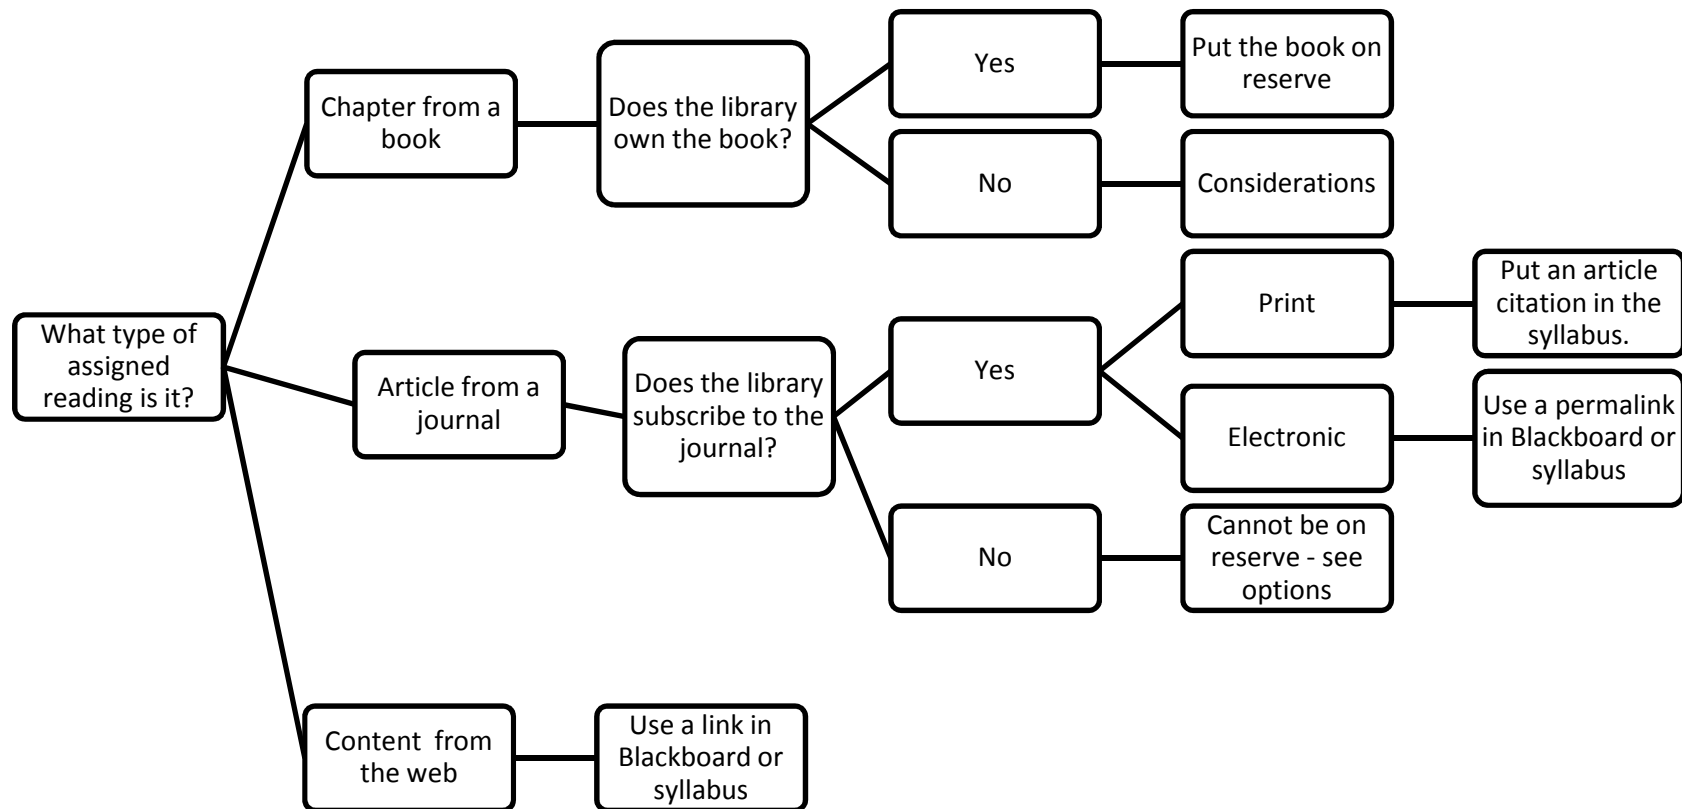 What type of
assigned
reading is it?
Chapter from a
book
Does the library
own the book?
Yes
Put the book on
reserve
No
Considerations
Article from a
journal
Does the library
subscribe to the
journal?
Yes
Print
Put an article
citation in the
syllabus.
Electronic
Use a permalink
in Blackboard or
syllabus
No
Cannot be on
reserve - see
options
Content  from
the web
Use a link in
Blackboard or
syllabus